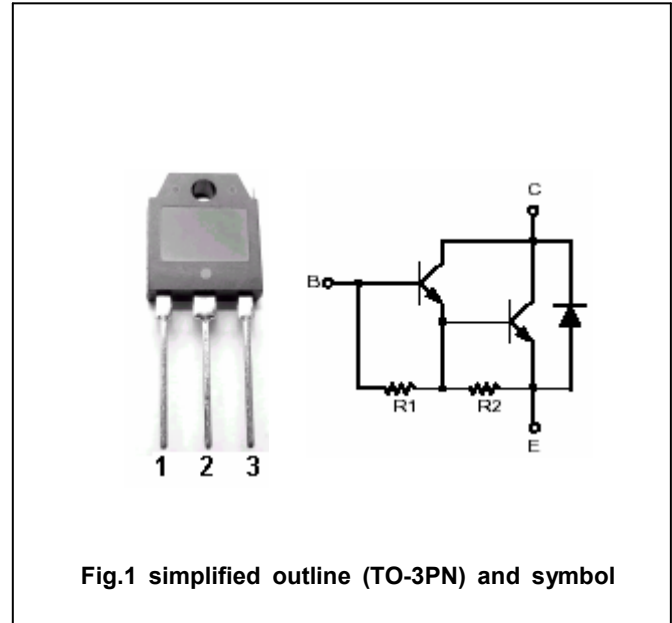 C
B
R1 R2
E
1 2 3
Fig.1 simplified outline (TO-3PN) and symbol